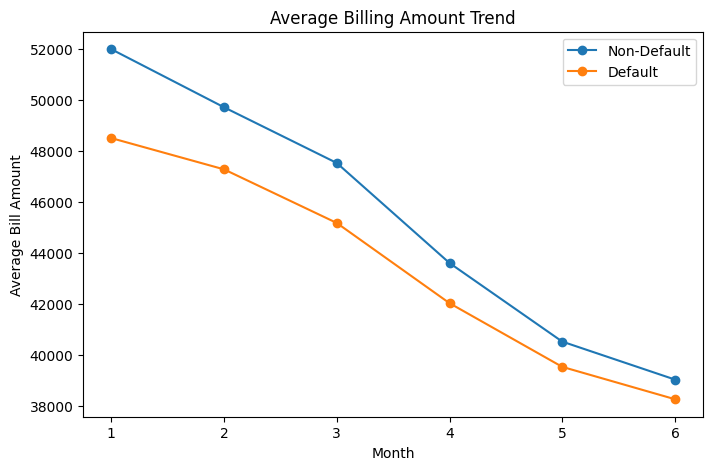 Average Billing Amount Trend
Non-Default
Default
Average Bill Amount
52000
50000
48000
46000
44000
42000
40000
38000
1 2 3 4 5 6
Month